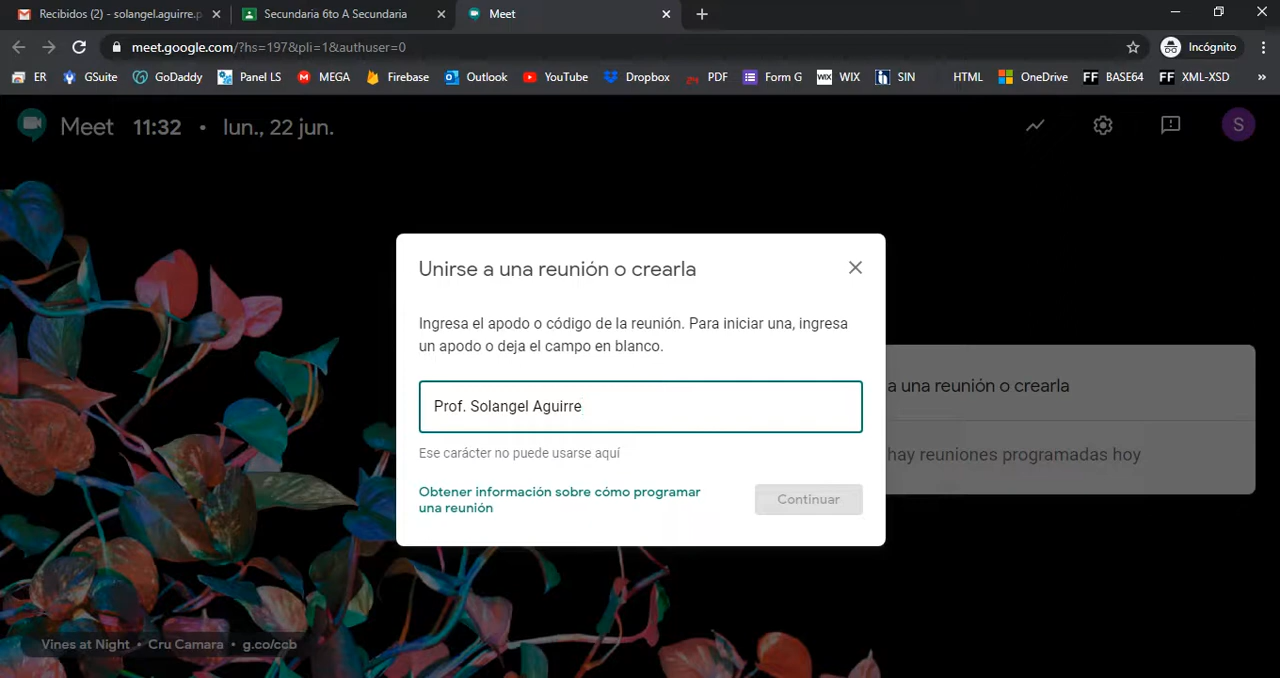 Recibidos (2) - solangel.aguirre.p
Secundaria 6to A Secundaria
Meet
meet.google.com/?hs=197&pli=1&authuser=0
Incógnito
ER GSuite GoDaddy Panel LS MEGA Firebase Outlook YouTube Dropbox PDF Form G WIX WIX SIN HTML OneDrive FF BASE64 FF XML-XSD »
Meet 11:32 • lun., 22 jun.
S
Unirse a una reunión o crearla
Ingresa el apodo o código de la reunión. Para iniciar una, ingresa
un apodo o deja el campo en blanco.
Prof. Solangel Aguirre
Ese carácter no puede usarse aquí
Obtener información sobre cómo programar
una reunión
Continuar
a una reunión o crearla
hay reuniones programadas hoy
Vines at Night • Cru Camara • g.co/ccb